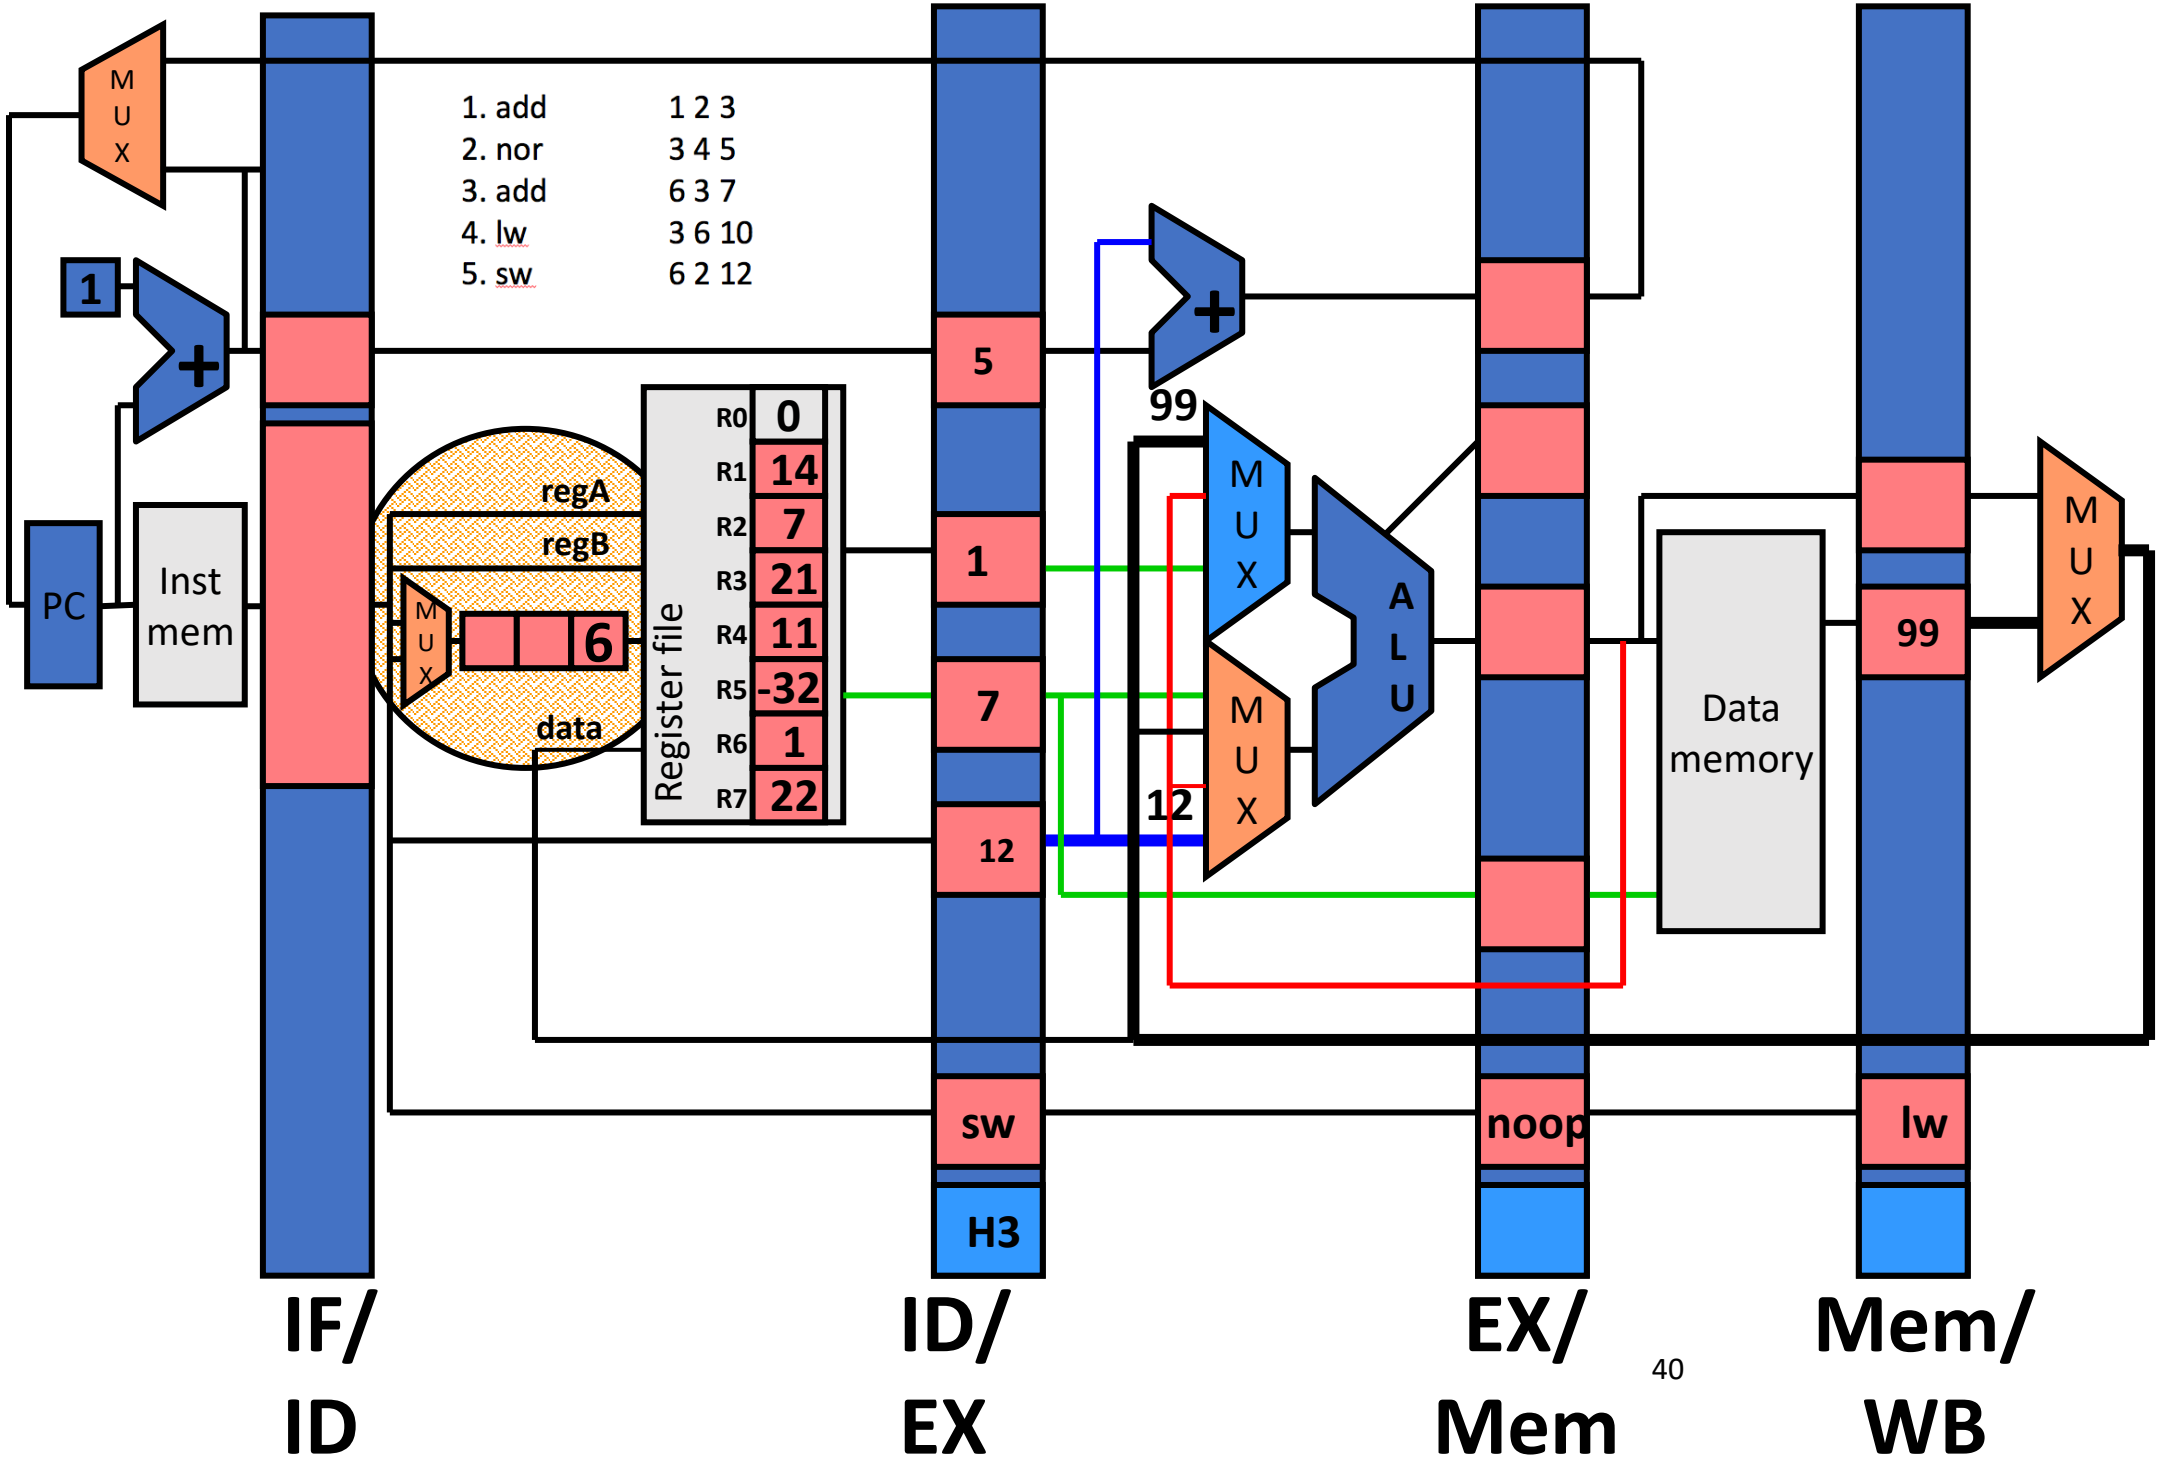 M
U
X
1. add 1 2 3
2. nor 3 4 5
3. add 6 3 7
4. lw 3 6 10
5. sw 6 2 12
1
+
+
5
99
R0 0
R1 14
R2 7
R3 21
R4 11
R5 -32
R6 1
R7 22
Register file
regA
regB
M
U
X
6
data
PC
Inst
mem
1
7
12
M
U
X
M
U
X
12
A
L
U
Data
memory
99
M
U
X
sw
noop
lw
H3
IF/
ID
ID/
EX
EX/
Mem
40
Mem/
WB